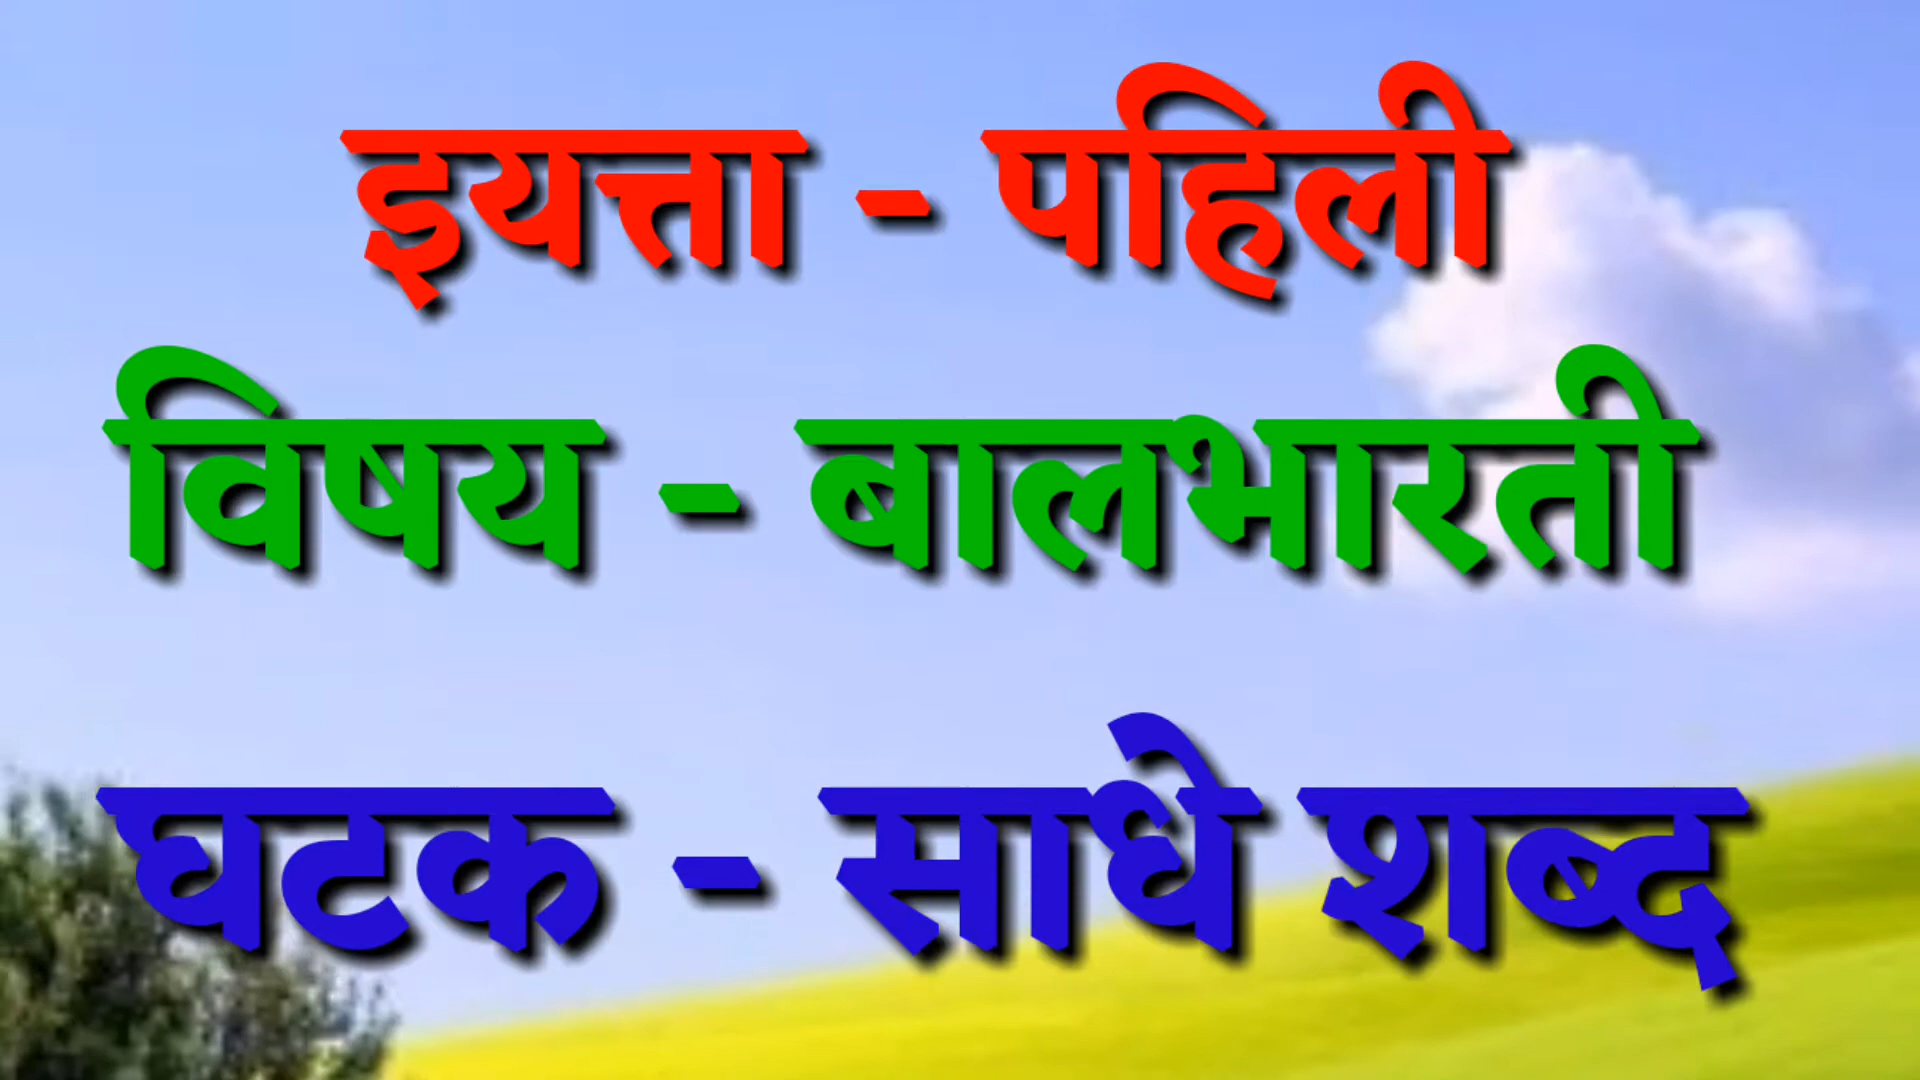 इयत्ता - पहिली
विषय - बालभारती
घटक - साधे शब्द